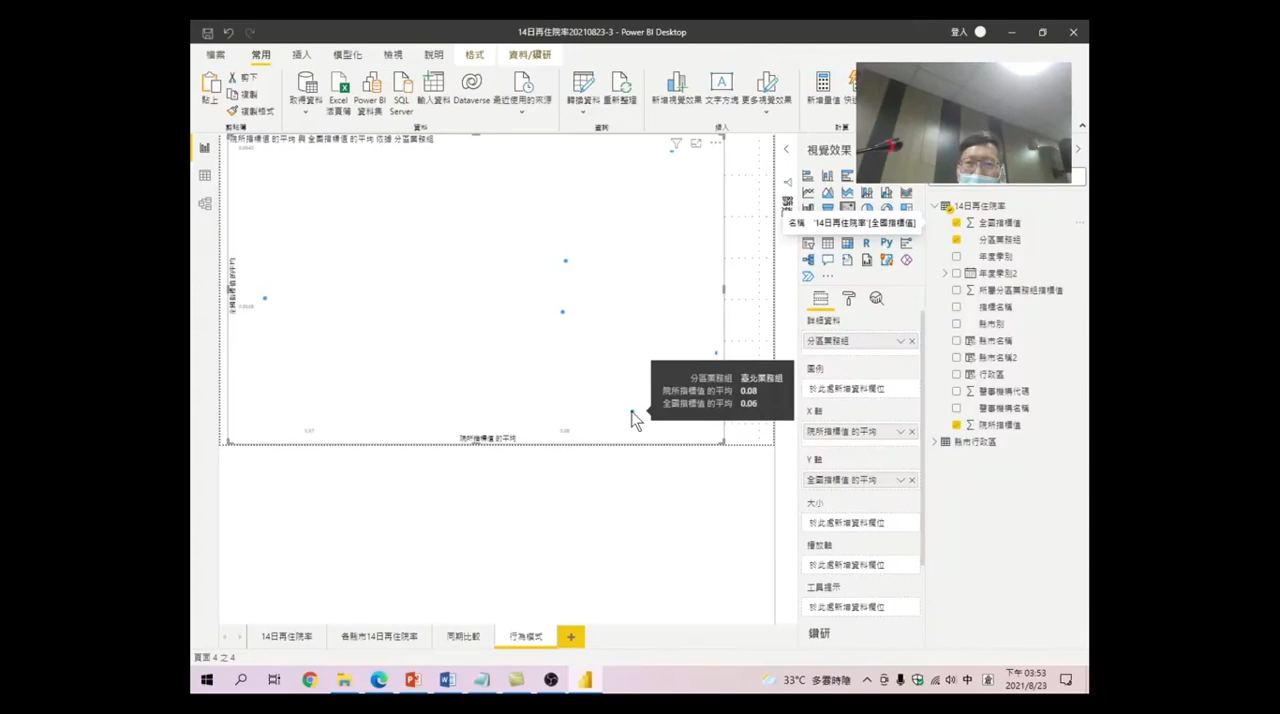 14日再住院率20210823-3 - Power BI Desktop
登入
檔案 常用 插入 模型化 檢視 說明 格式 資料/鑽研
貼上
剪下
複製
複製格式
剪貼簿
取得資料
Excel 活頁簿
Power BI 資料集
SQL Server
輸入資料
Dataverse
最近使用的來源
資料
轉換資料
重新整理
查詢
新增視覺效果
文字方塊
更多視覺效果
插入
新增量值
計算
院所指標值 的平均 與 全國指標值 的平均 依據 分區業務組
全國指標值 的平均
0.07
0.08
院所指標值 的平均
分區業務組 臺北業務組
院所指標值 的平均 0.08
全國指標值 的平均 0.06
視覺效果
名稱 '14日再住院率'[全國指標值]
R Py
詳細資料
分區業務組
圖例
於此處新增資料欄位
X 軸
院所指標值 的平均
Y 軸
全國指標值 的平均
大小
於此處新增資料欄位
播放軸
於此處新增資料欄位
工具提示
於此處新增資料欄位
鑽研
14日再住院率
全國指標值
分區業務組
年度季別
年度季別2
所屬分區業務組指標值
指標名稱
縣市別
縣市名稱
縣市名稱2
行政區
醫事機構代碼
醫事機構名稱
院所指標值
縣市行政區
14日再住院率 各縣市14日再住院率 同期比較 行為模式
頁面 4 之 4
33°C 多雲時陰
中
下午 03:53
2021/8/23